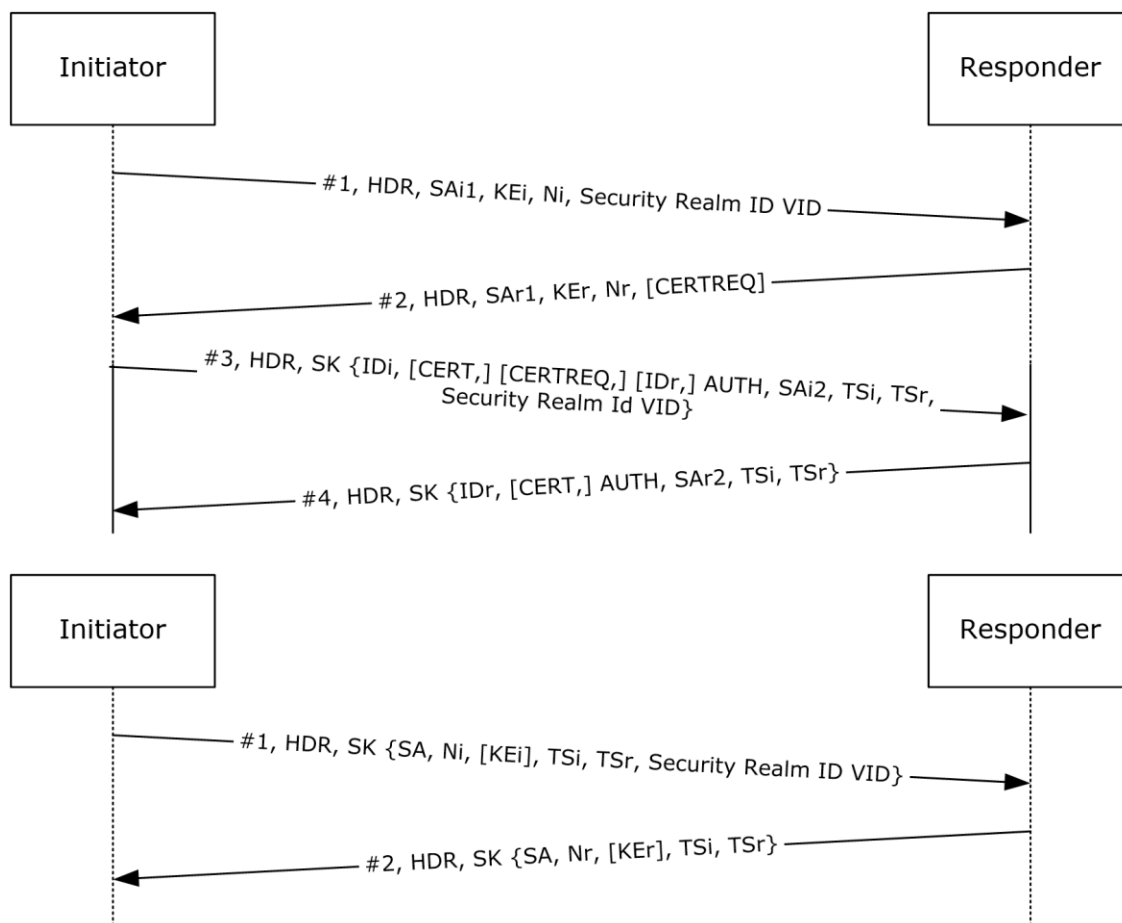 Initiator
Responder
#1, HDR, SAi1, KEi, Ni, Security Realm ID VID
#2, HDR, SAr1, KEr, Nr, [CERTREQ]
#3, HDR, SK {IDi, [CERT,] [CERTREQ,] [IDr,] AUTH, SAi2, TSi, TSr,
Security Realm Id VID}
#4, HDR, SK {IDr, [CERT,] AUTH, SAr2, TSi, TSr}
Initiator
Responder
#1, HDR, SK {SA, Ni, [KEi], TSi, TSr, Security Realm ID VID}
#2, HDR, SK {SA, Nr, [KEr], TSi, TSr}